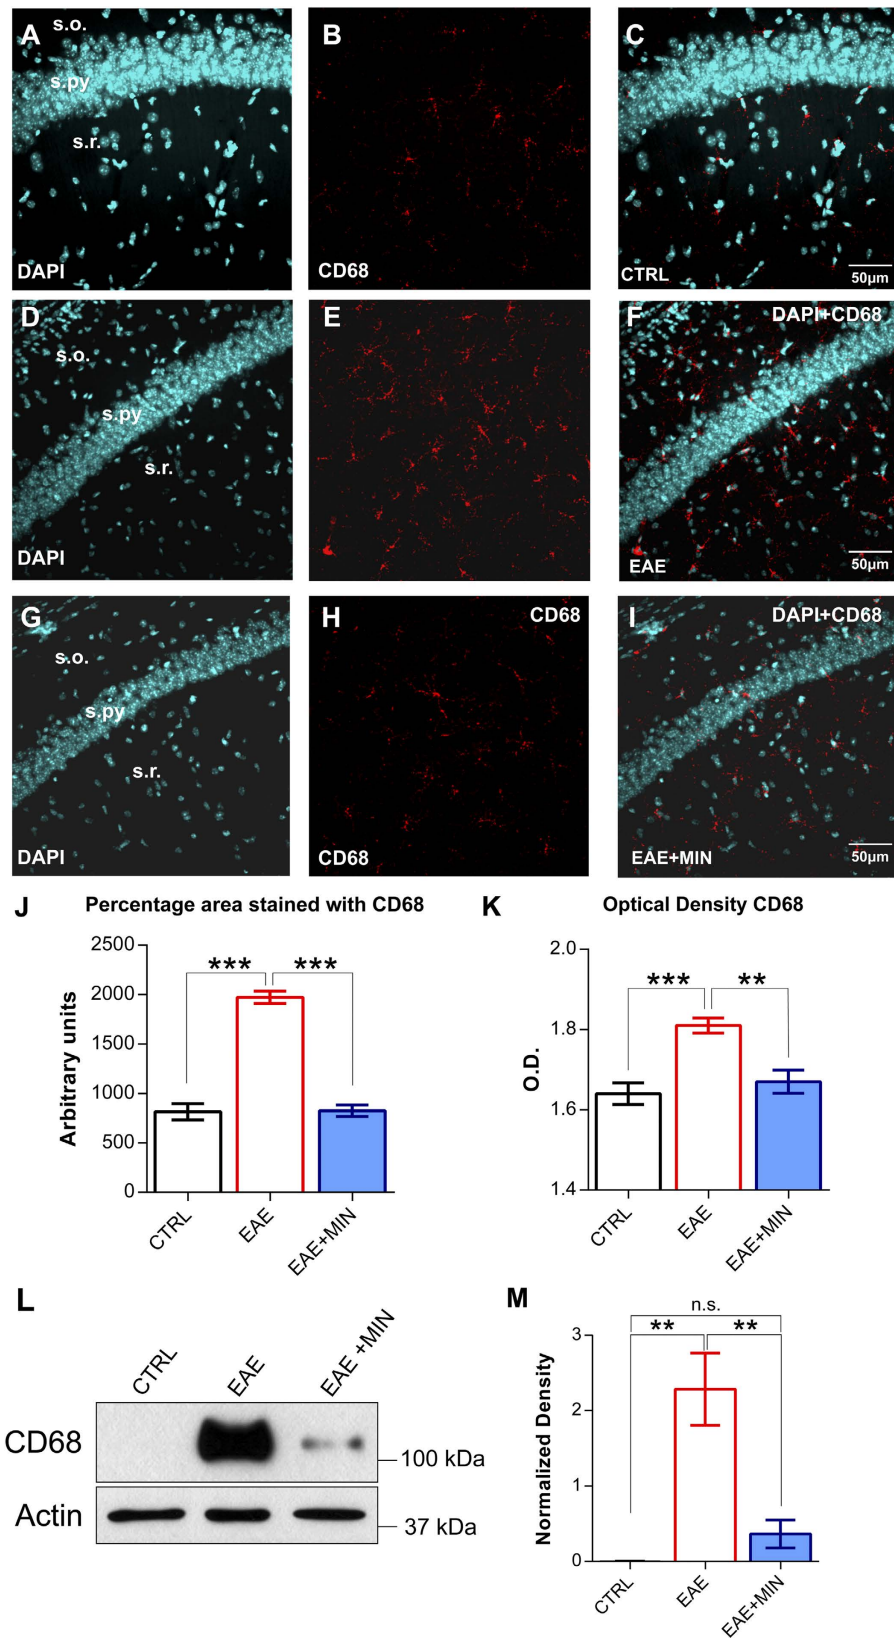 A
s.o.
s.py
s.r.
DAPI
B
CD68
C
CTRL
50µm
D
s.o.
s.py
s.r.
DAPI
E
F
DAPI+CD68
EAE
50µm
G
s.o.
s.py
s.r.
DAPI
H
CD68
CD68
I
DAPI+CD68
EAE+MIN
50µm
J
Percentage area stained with CD68
Arbitrary units
2500
2000
1500
1000
500
0
*** ***
CTRL
EAE
EAE+MIN
K
Optical Density CD68
O.D.
2.0
1.8
1.6
1.4
*** **
CTRL
EAE
EAE+MIN
L
CTRL
EAE
EAE +MIN
CD68
100 kDa
Actin
37 kDa
M
n.s.
** **
Normalized Density
3
2
1
0
CTRL
EAE
EAE+MIN